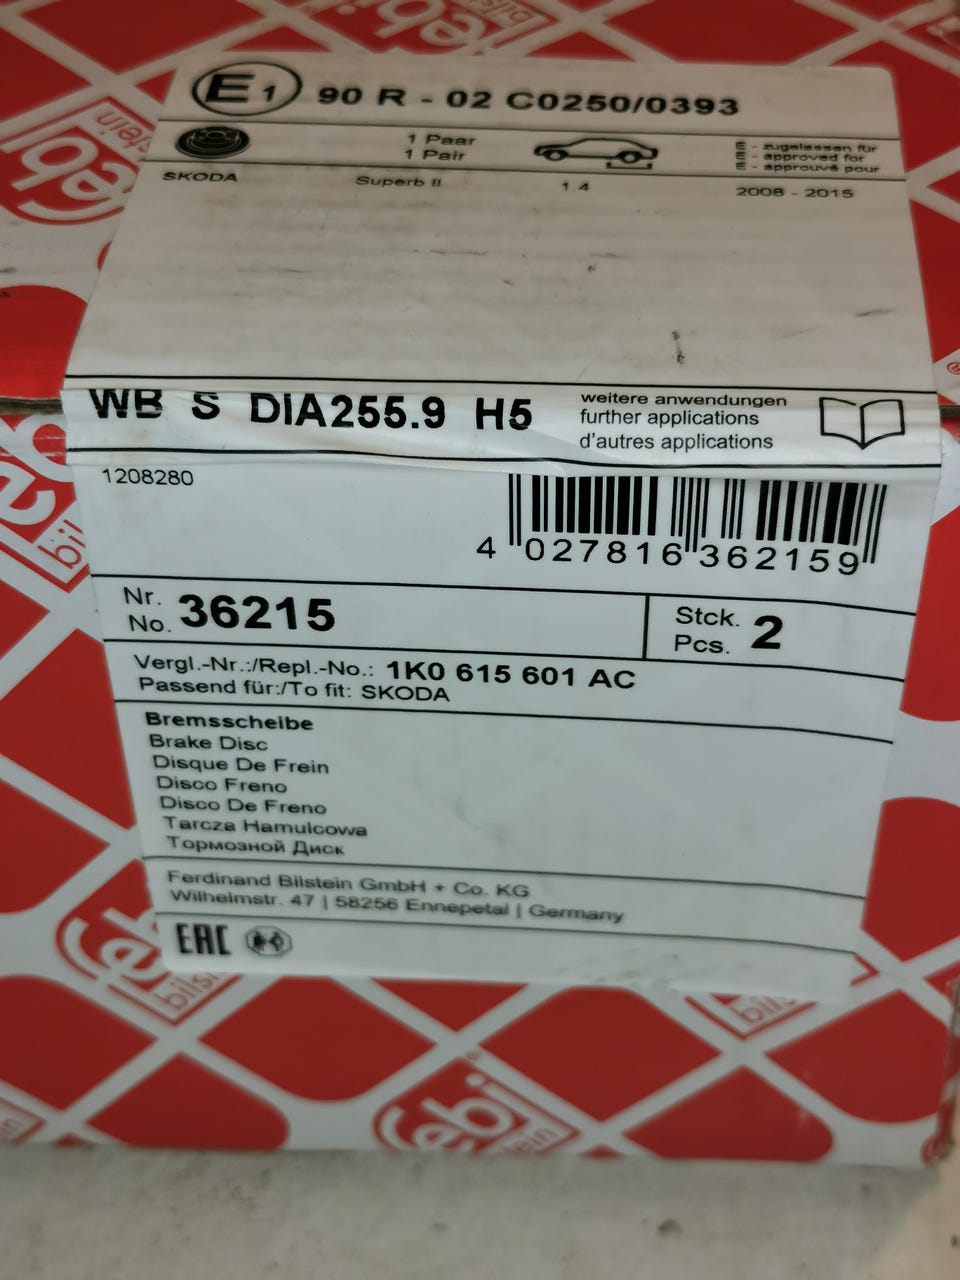 febi
bilstein
E1 90 R - 02 C0250/0393
1 Paar
1 Pair
E - zugelassen für
E - approved for
E - approuvé pour
SKODA Superb II 1.4 2008 - 2015
WB S DIA255.9 H5
weitere anwendungen
further applications
d'autres applications
1208280
4 027816 362159
Nr.
No. 36215
Stck.
Pcs. 2
Vergl.-Nr.:/Repl.-No.: 1K0 615 601 AC
Passend für:/To fit: SKODA
Bremsscheibe
Brake Disc
Disque De Frein
Disco Freno
Disco De Freno
Tarcza Hamulcowa
Тормозной Диск
Ferdinand Bilstein GmbH + Co. KG
Wilhelmstr. 47 | 58256 Ennepetal | Germany
EAC
febi
bilstein